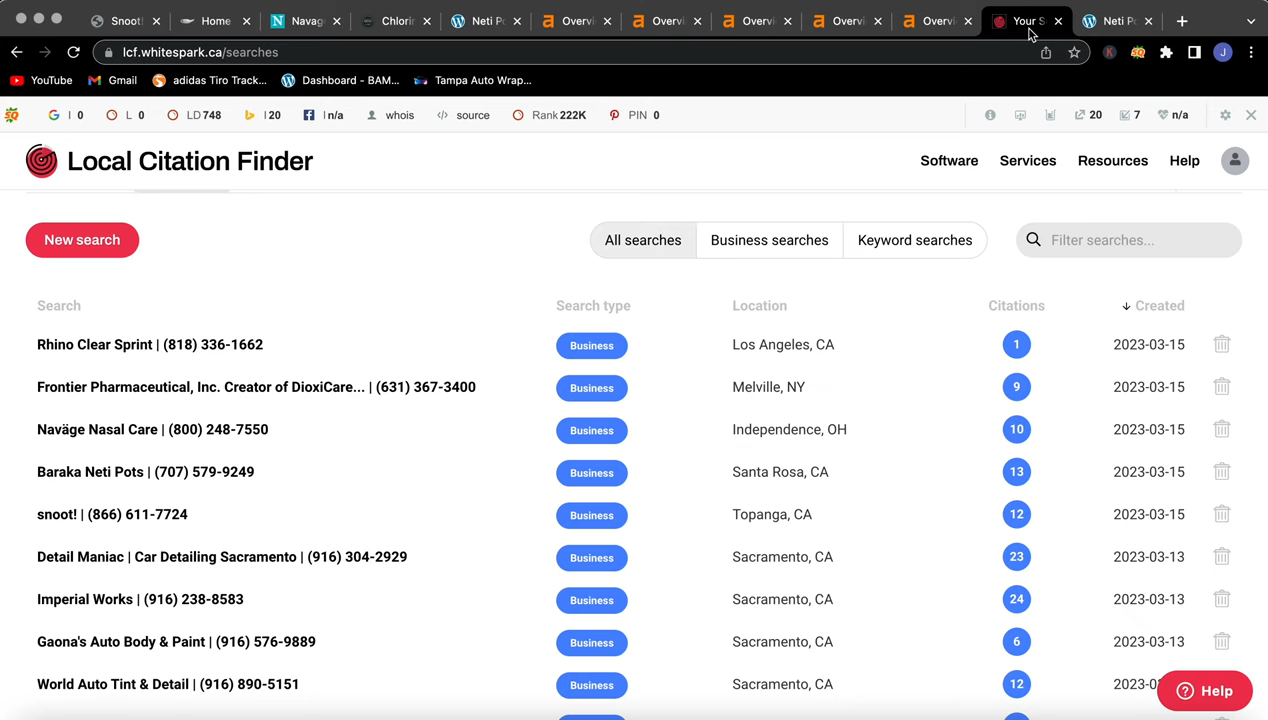 Snoot!
Home
Navag
Chlorin
Neti Po
Overvi
Overvi
Overvi
Overvi
Overvi
Your S
Neti Po
lcf.whitespark.ca/searches
K
SQ
J
YouTube
Gmail
adidas Tiro Track...
Dashboard - BAM...
Tampa Auto Wrap...
SQ
I 0
L 0
LD 748
I 20
I n/a
whois
source
Rank 222K
PIN 0
20
7
n/a
Local Citation Finder
Software
Services
Resources
Help
New search
All searches
Business searches
Keyword searches
Filter searches...
Search
Search type
Location
Citations
Created
Rhino Clear Sprint | (818) 336-1662 Business Los Angeles, CA 1 2023-03-15
Frontier Pharmaceutical, Inc. Creator of DioxiCare... | (631) 367-3400 Business Melville, NY 9 2023-03-15
Naväge Nasal Care | (800) 248-7550 Business Independence, OH 10 2023-03-15
Baraka Neti Pots | (707) 579-9249 Business Santa Rosa, CA 13 2023-03-15
snoot! | (866) 611-7724 Business Topanga, CA 12 2023-03-15
Detail Maniac | Car Detailing Sacramento | (916) 304-2929 Business Sacramento, CA 23 2023-03-13
Imperial Works | (916) 238-8583 Business Sacramento, CA 24 2023-03-13
Gaona's Auto Body & Paint | (916) 576-9889 Business Sacramento, CA 6 2023-03-13
World Auto Tint & Detail | (916) 890-5151 Business Sacramento, CA 12 2023-0
Help